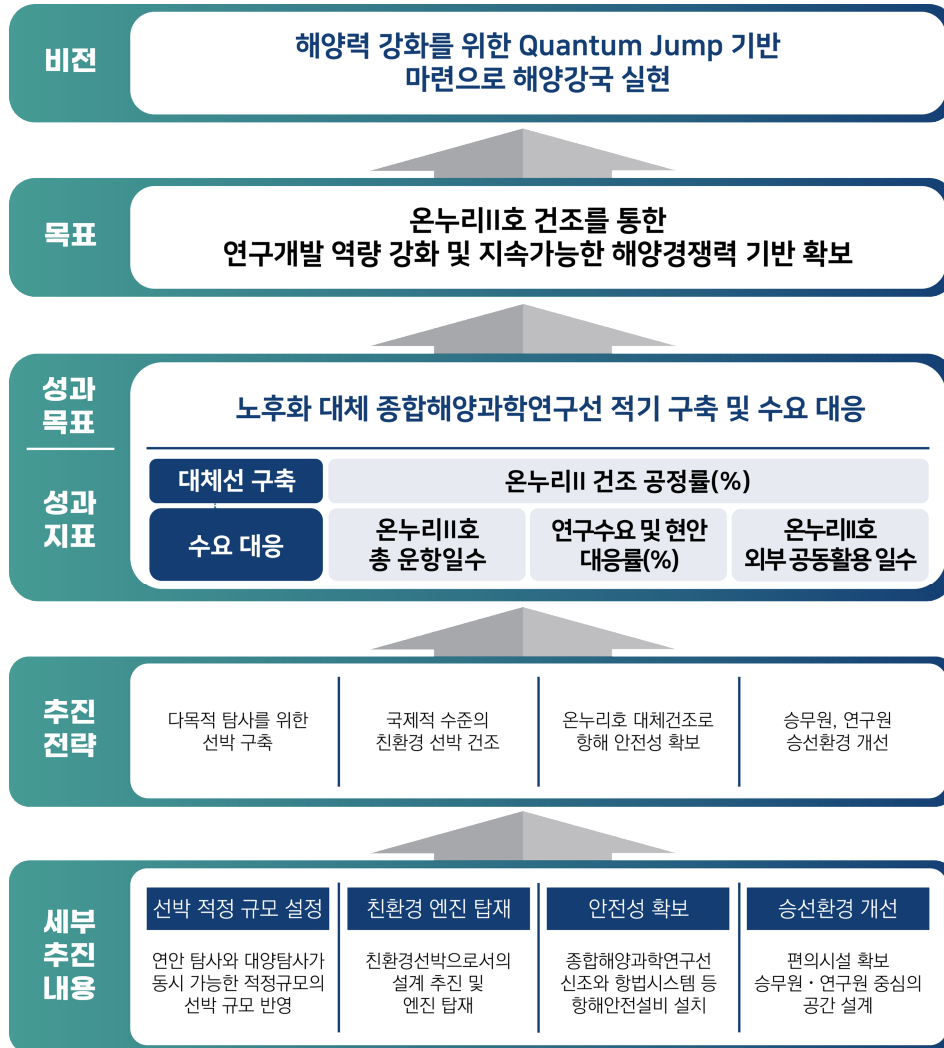 비전
해양력 강화를 위한 Quantum Jump 기반
마련으로 해양강국 실현
목표
온누리II호 건조를 통한
연구개발 역량 강화 및 지속가능한 해양경쟁력 기반 확보
성과
목표
노후화 대체 종합해양과학연구선 적기 구축 및 수요 대응
성과
지표
대체선 구축
온누리II 건조 공정률(%)
수요 대응
온누리II호
총 운항일수
연구수요 및 현안
대응률(%)
온누리II호
외부 공동활용 일수
추진
전략
다목적 탐사를 위한
선박 구축
국제적 수준의
친환경 선박 건조
온누리호 대체건조로
항해 안전성 확보
승무원, 연구원
승선환경 개선
세부
추진
내용
선박 적정 규모 설정
연안 탐사와 대양탐사가
동시 가능한 적정규모의
선박 규모 반영
친환경 엔진 탑재
친환경선박으로서의
설계 추진 및
엔진 탑재
안전성 확보
종합해양과학연구선
신조와 항법시스템 등
항해안전설비 설치
승선환경 개선
편의시설 확보
승무원・연구원 중심의
공간 설계